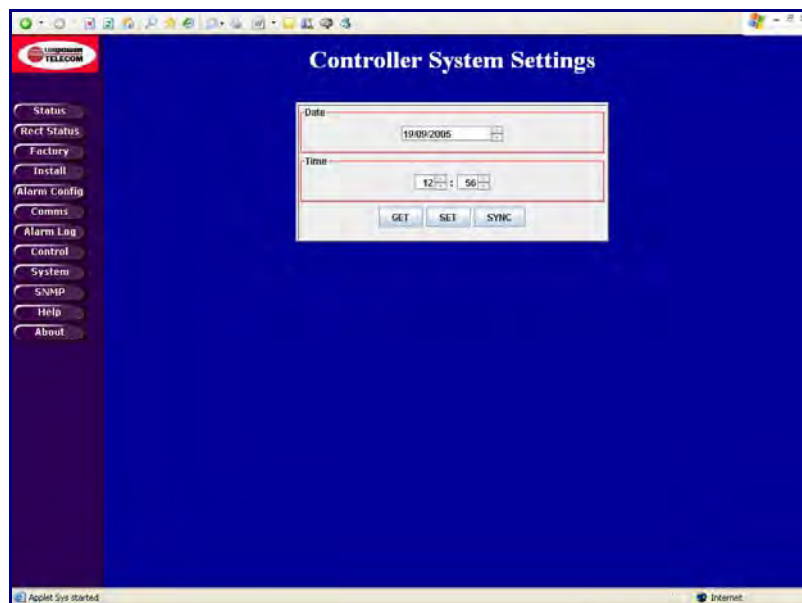 TELECOM
Controller System Settings
Status
Rect Status
Factory
Install
Alarm Config
Comms
Alarm Log
Control
System
SNMP
Help
About
Date
19/09/2005
Time
12 : 56
GET SET SYNC
Applet Sys started
Internet